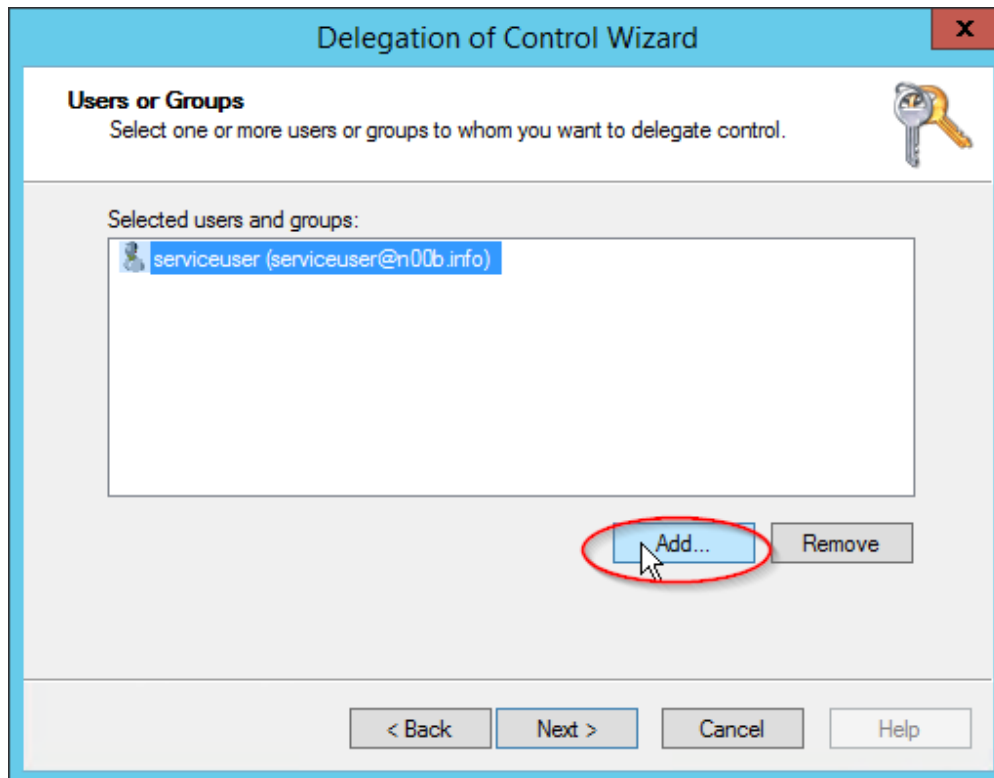 Delegation of Control Wizard
x
Users or Groups
Select one or more users or groups to whom you want to delegate control.
Selected users and groups:
serviceuser (serviceuser@n00b.info)
Add...
Remove
< Back
Next >
Cancel
Help